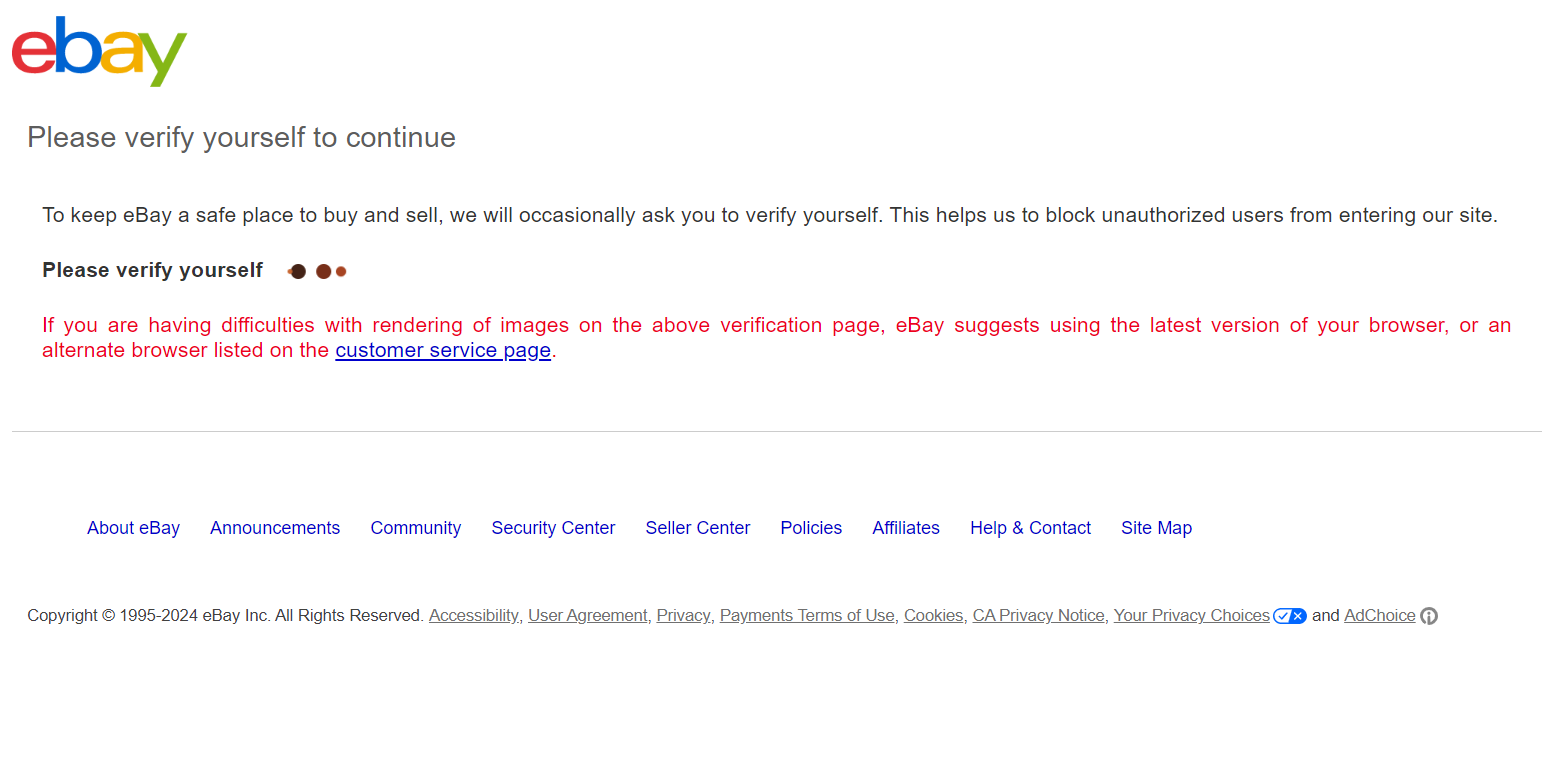 ebay
Please verify yourself to continue
To keep eBay a safe place to buy and sell, we will occasionally ask you to verify yourself. This helps us to block unauthorized users from entering our site.
Please verify yourself
If you are having difficulties with rendering of images on the above verification page, eBay suggests using the latest version of your browser, or an
alternate browser listed on the customer service page.
About eBay Announcements Community Security Center Seller Center Policies Affiliates Help & Contact Site Map
Copyright © 1995-2024 eBay Inc. All Rights Reserved. Accessibility, User Agreement, Privacy, Payments Terms of Use, Cookies, CA Privacy Notice, Your Privacy Choices and AdChoice